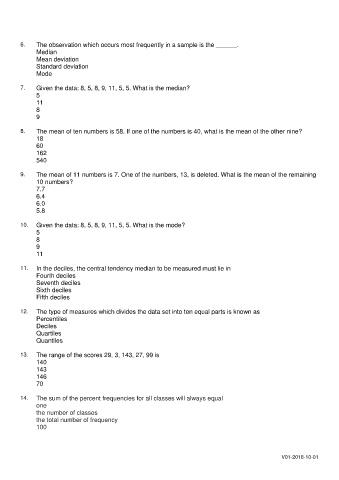 6. The observation which occurs most frequently in a sample is the ______.
Median
Mean deviation
Standard deviation
Mode
7. Given the data: 8, 5, 8, 9, 11, 5, 5. What is the median?
5
11
8
9
8. The mean of ten numbers is 58. If one of the numbers is 40, what is the mean of the other nine?
18
60
162
540
9. The mean of 11 numbers is 7. One of the numbers, 13, is deleted. What is the mean of the remaining
10 numbers?
7.7
6.4
6.0
5.8
10. Given the data: 8, 5, 8, 9, 11, 5, 5. What is the mode?
5
8
9
11
11. In the deciles, the central tendency median to be measured must lie in
Fourth deciles
Seventh deciles
Sixth deciles
Fifth deciles
12. The type of measures which divides the data set into ten equal parts is known as
Percentiles
Deciles
Quartiles
Quantiles
13. The range of the scores 29, 3, 143, 27, 99 is
140
143
146
70
14. The sum of the percent frequencies for all classes will always equal
one
the number of classes
the total number of frequency
100
V01-2016-10-01